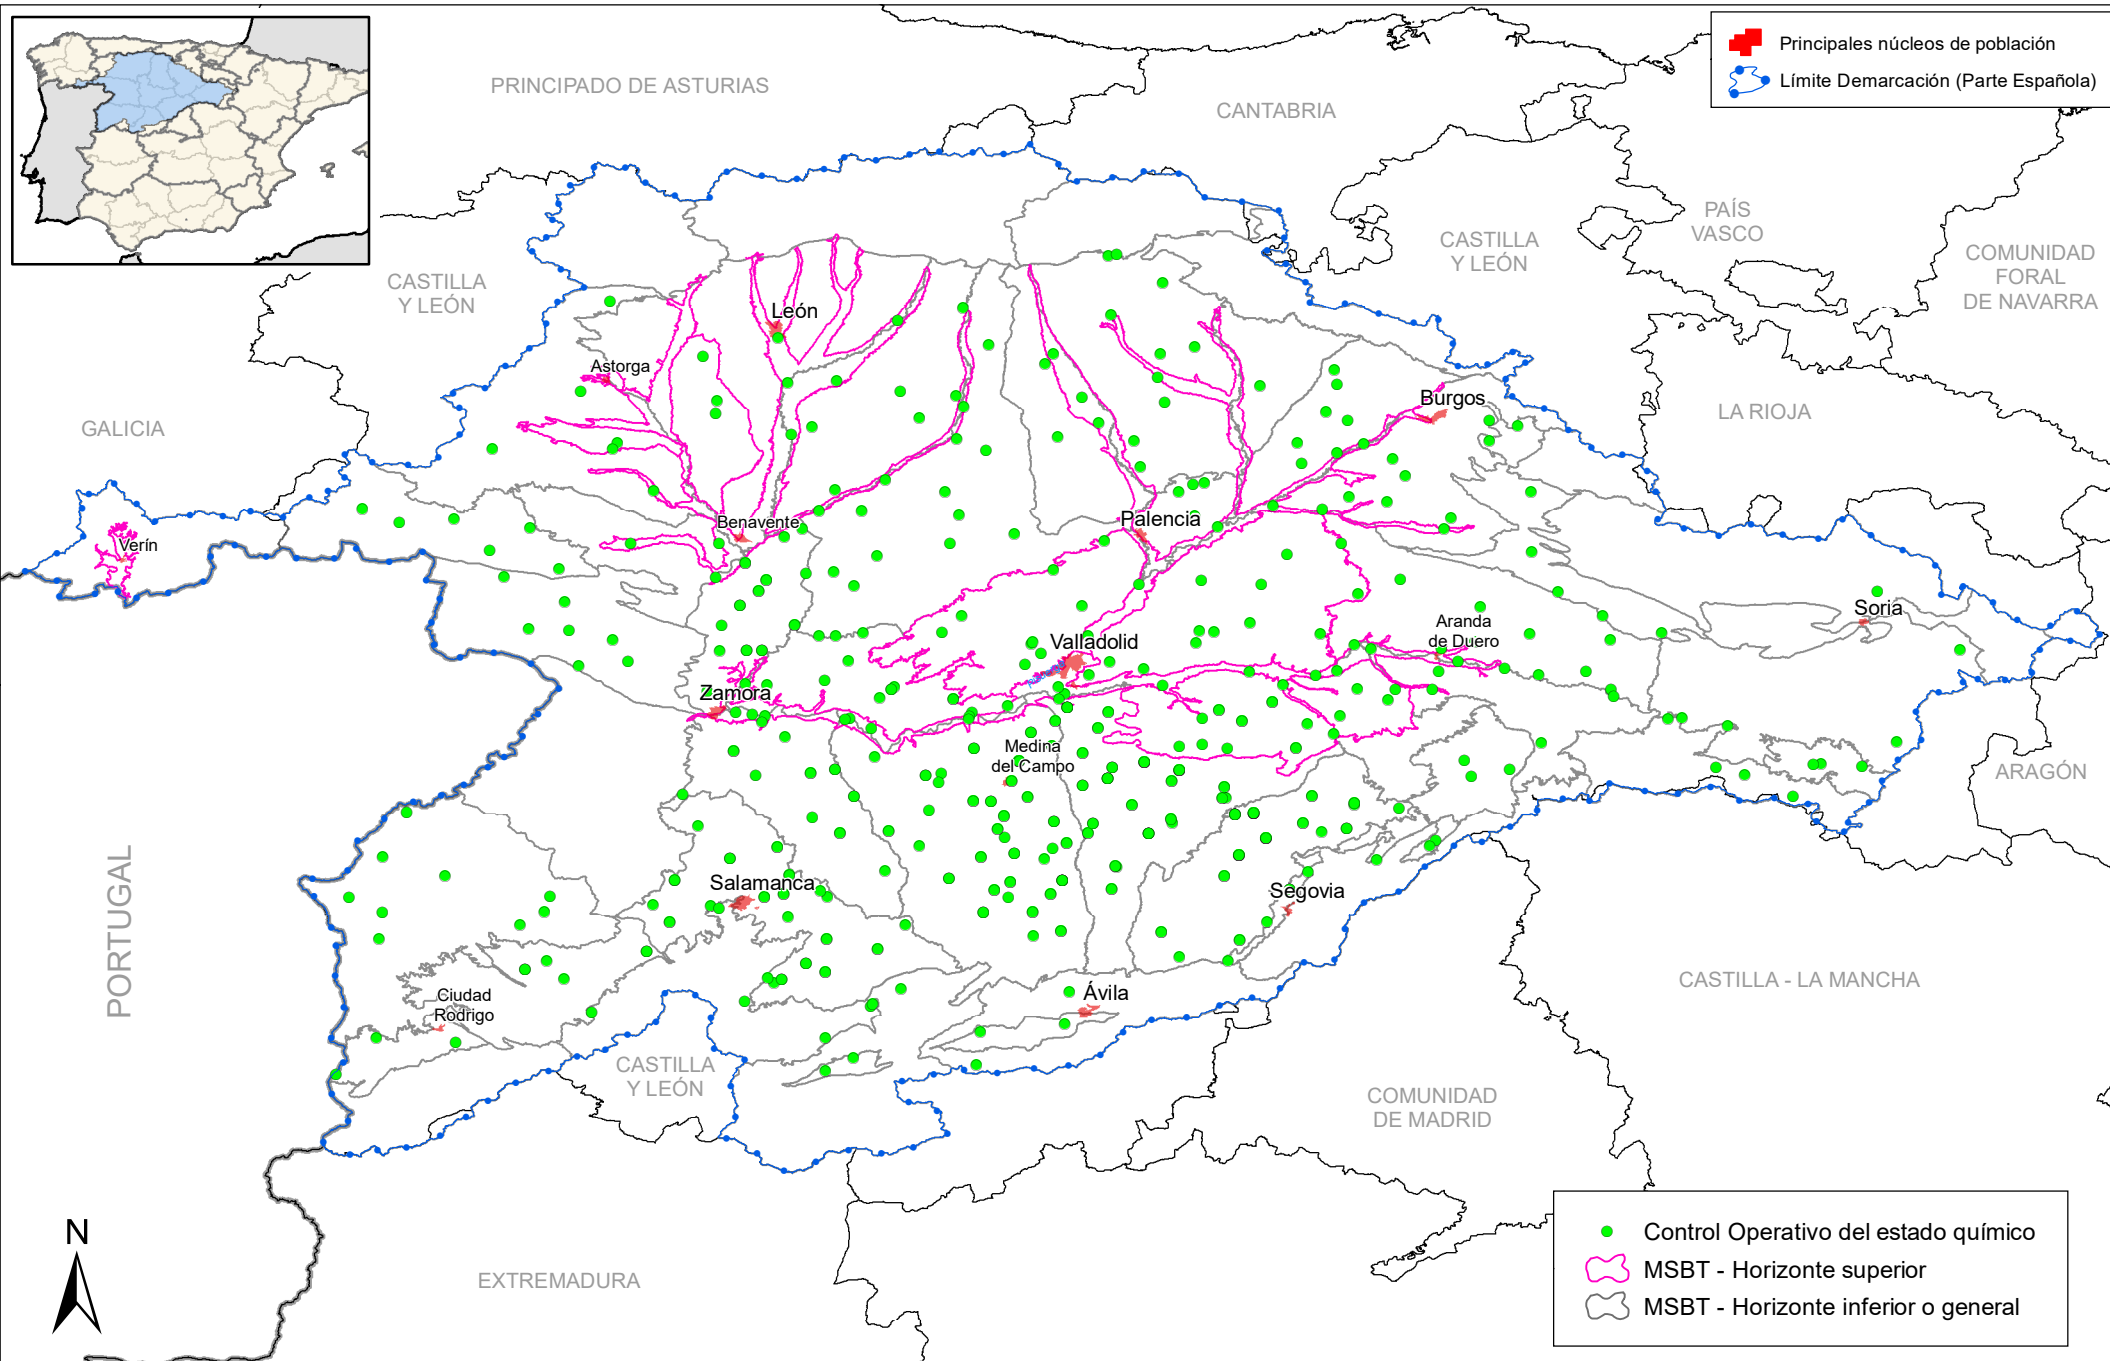 Principales núcleos de población
Límite Demarcación (Parte Española)
PRINCIPADO DE ASTURIAS
CANTABRIA
PAÍS
VASCO
CASTILLA
Y LEÓN
COMUNIDAD
FORAL
DE NAVARRA
CASTILLA
Y LEÓN
León
Astorga
Burgos
LA RIOJA
GALICIA
Benavente
Palencia
Verín
Soria
Aranda
de Duero
Valladolid
Zamora
Medina
del Campo
ARAGÓN
PORTUGAL
Salamanca
Segovia
CASTILLA - LA MANCHA
Ciudad
Rodrigo
Ávila
CASTILLA
Y LEÓN
COMUNIDAD
DE MADRID
N
EXTREMADURA
Control Operativo del estado químico
MSBT - Horizonte superior
MSBT - Horizonte inferior o general